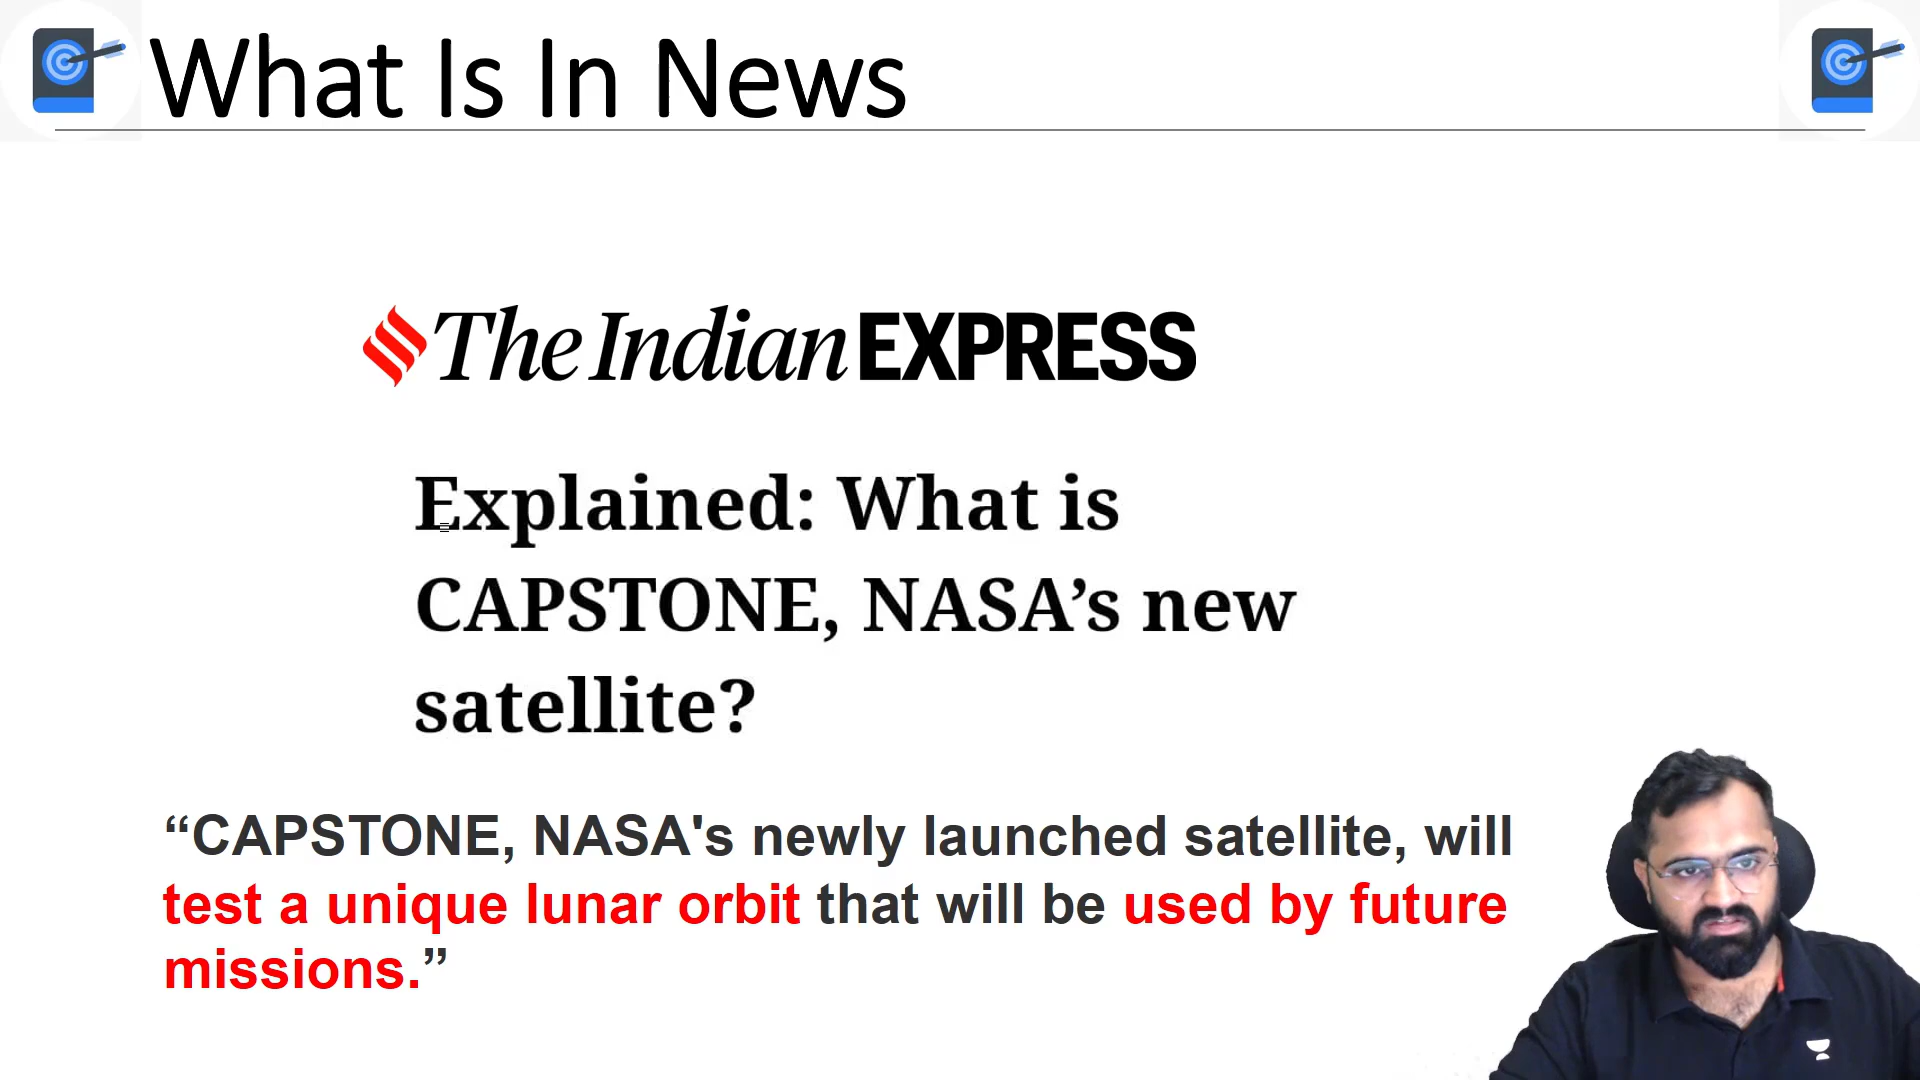 What Is In News
The Indian EXPRESS
Explained: What is
CAPSTONE, NASA’s new
satellite?
“CAPSTONE, NASA's newly launched satellite, will
test a unique lunar orbit that will be used by future
missions.”